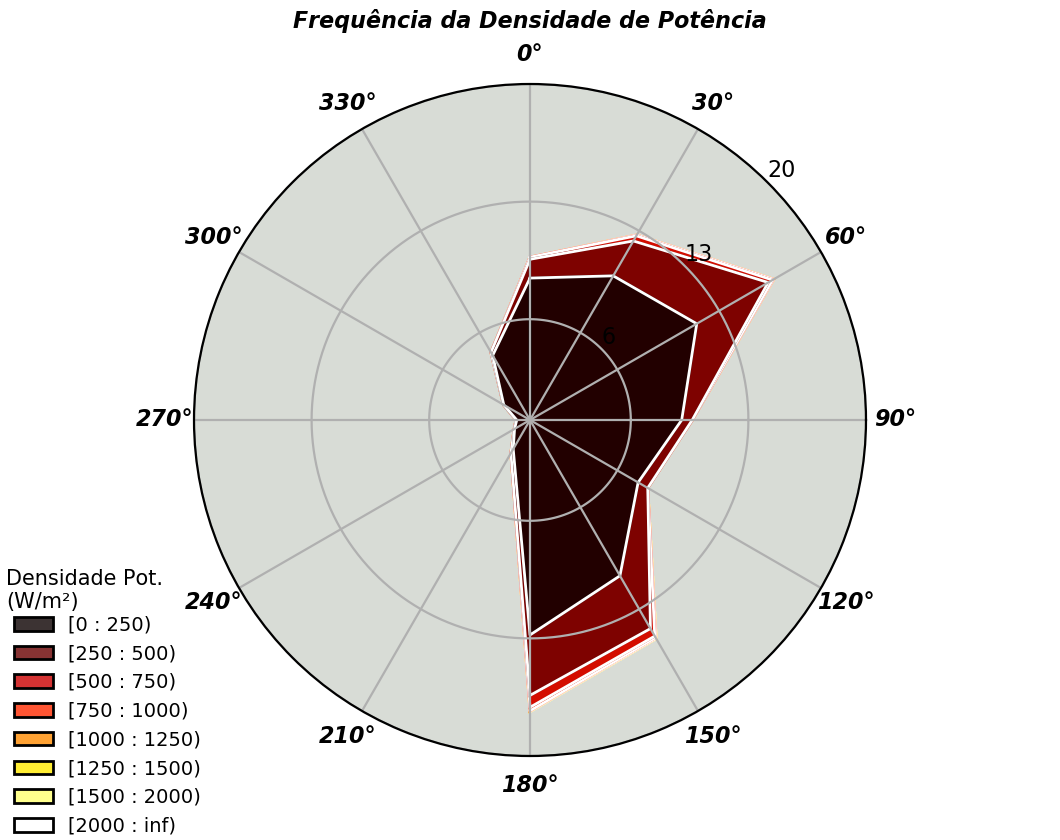 Frequência da Densidade de Potência
0°
330°
30°
20
300°
60°
13
6
270°
90°
240°
120°
210°
150°
180°
Densidade Pot.
(W/m²)
[0 : 250)
[250 : 500)
[500 : 750)
[750 : 1000)
[1000 : 1250)
[1250 : 1500)
[1500 : 2000)
[2000 : inf)